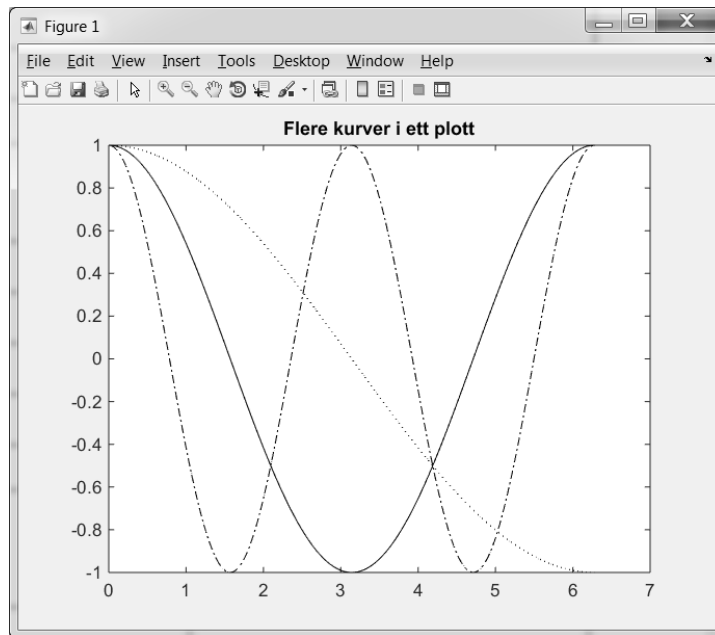 Figure 1
File Edit View Insert Tools Desktop Window Help
Flere kurver i ett plott
1
0.8
0.6
0.4
0.2
0
-0.2
-0.4
-0.6
-0.8
-1
0 1 2 3 4 5 6 7